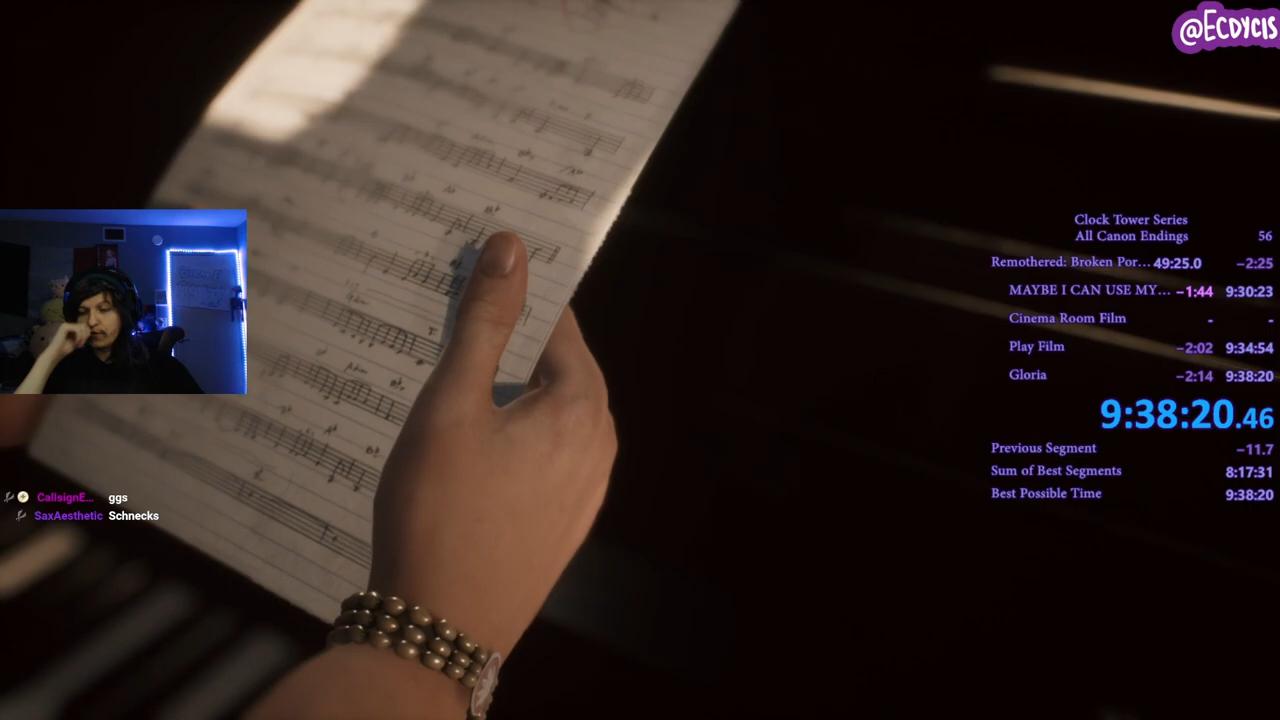 @ECDYCIS
Clock Tower Series
All Canon Endings 56
Remothered: Broken Por... 49:25.0 −2:25
MAYBE I CAN USE MY... −1:44 9:30:23
Cinema Room Film - -
Play Film −2:02 9:34:54
Gloria −2:14 9:38:20
9:38:20.46
Previous Segment −11.7
Sum of Best Segments 8:17:31
Best Possible Time 9:38:20
CallsignE... ggs
SaxAesthetic Schnecks